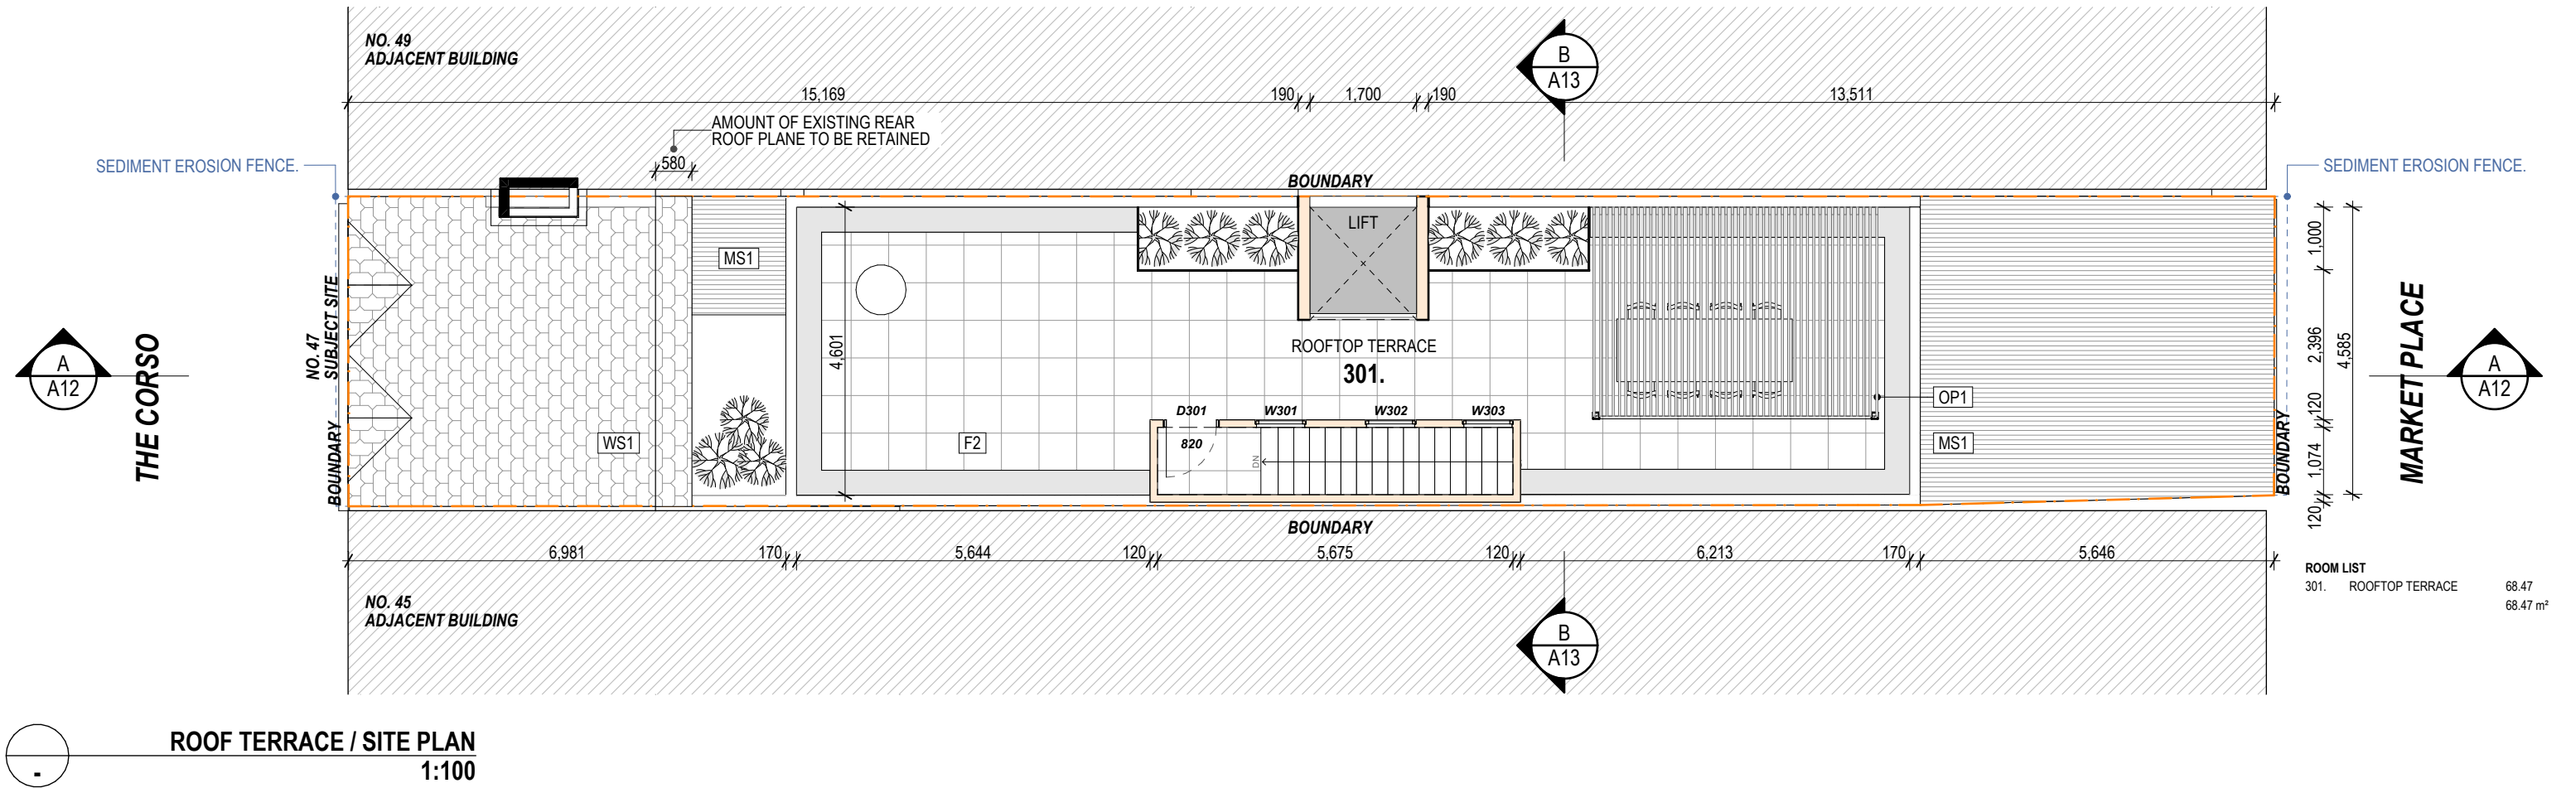 NO. 49
ADJACENT BUILDING
B
A13
15,169
190
1,700
190
13,511
AMOUNT OF EXISTING REAR
ROOF PLANE TO BE RETAINED
580
SEDIMENT EROSION FENCE.
SEDIMENT EROSION FENCE.
BOUNDARY
LIFT
MS1
1,000
NO. 47
SUBJECT SITE
THE CORSO
A
A12
4,601
ROOFTOP TERRACE
301.
2,396
4,585
MARKET PLACE
A
A12
OP1
120
D301
W301
W302
W303
WS1
F2
820
DN
MS1
1,074
BOUNDARY
BOUNDARY
120
BOUNDARY
6,981
170
5,644
120
5,675
120
6,213
170
5,646
ROOM LIST
301. ROOFTOP TERRACE 68.47
68.47 m²
NO. 45
ADJACENT BUILDING
B
A13
ROOF TERRACE / SITE PLAN
1:100
-